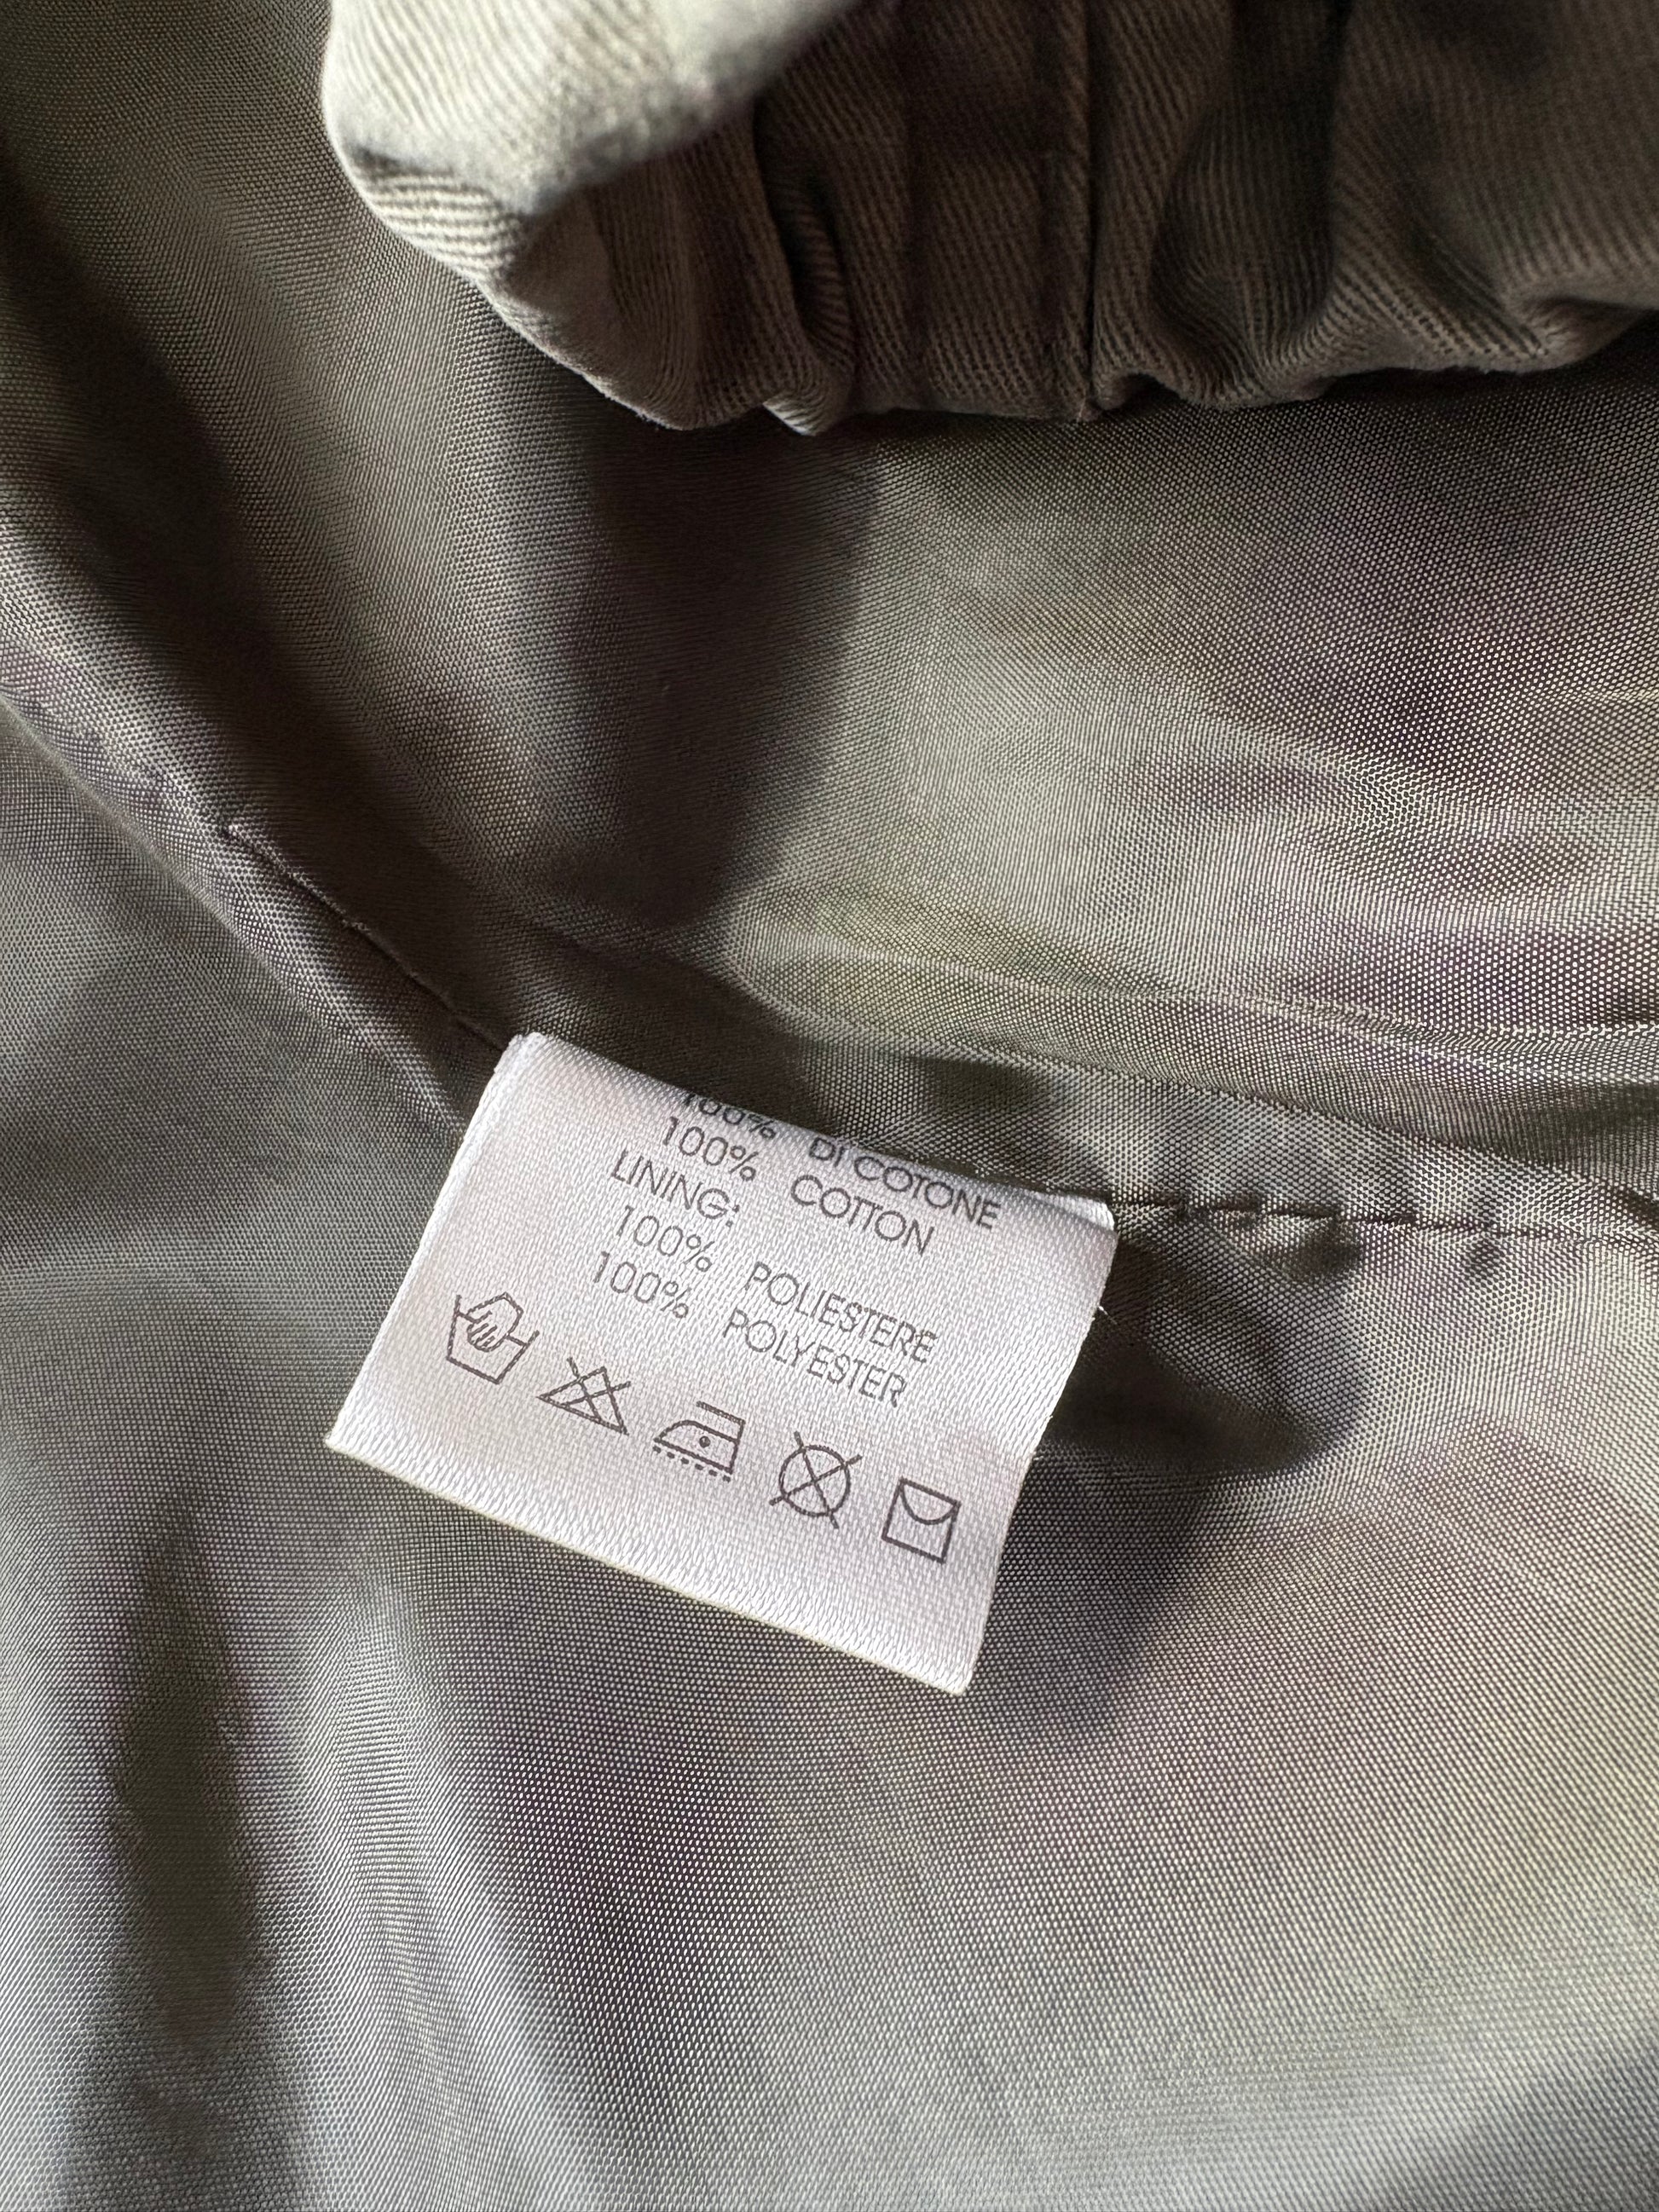 100% DI COTONE
100% COTTON
LINING:
100% POLIESTERE
100% POLYESTER